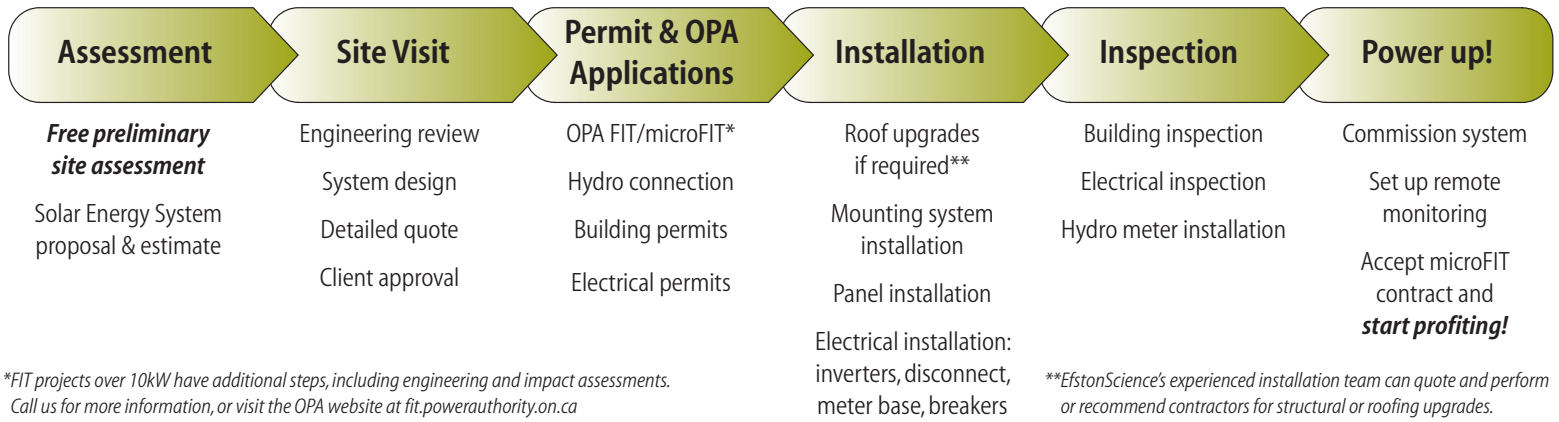 Assessment
Free preliminary
site assessment
Solar Energy System
proposal & estimate
Site Visit
Engineering review
System design
Detailed quote
Client approval
Permit & OPA
Applications
OPA FIT/microFIT*
Hydro connection
Building permits
Electrical permits
Installation
Roof upgrades
if required**
Mounting system
installation
Panel installation
Electrical installation:
inverters, disconnect,
meter base, breakers
Inspection
Building inspection
Electrical inspection
Hydro meter installation
Power up!
Commission system
Set up remote
monitoring
Accept microFIT
contract and
start profiting!
*FIT projects over 10kW have additional steps, including engineering and impact assessments.
Call us for more information, or visit the OPA website at fit.powerauthority.on.ca
**EfstonScience's experienced installation team can quote and perform
or recommend contractors for structural or roofing upgrades.